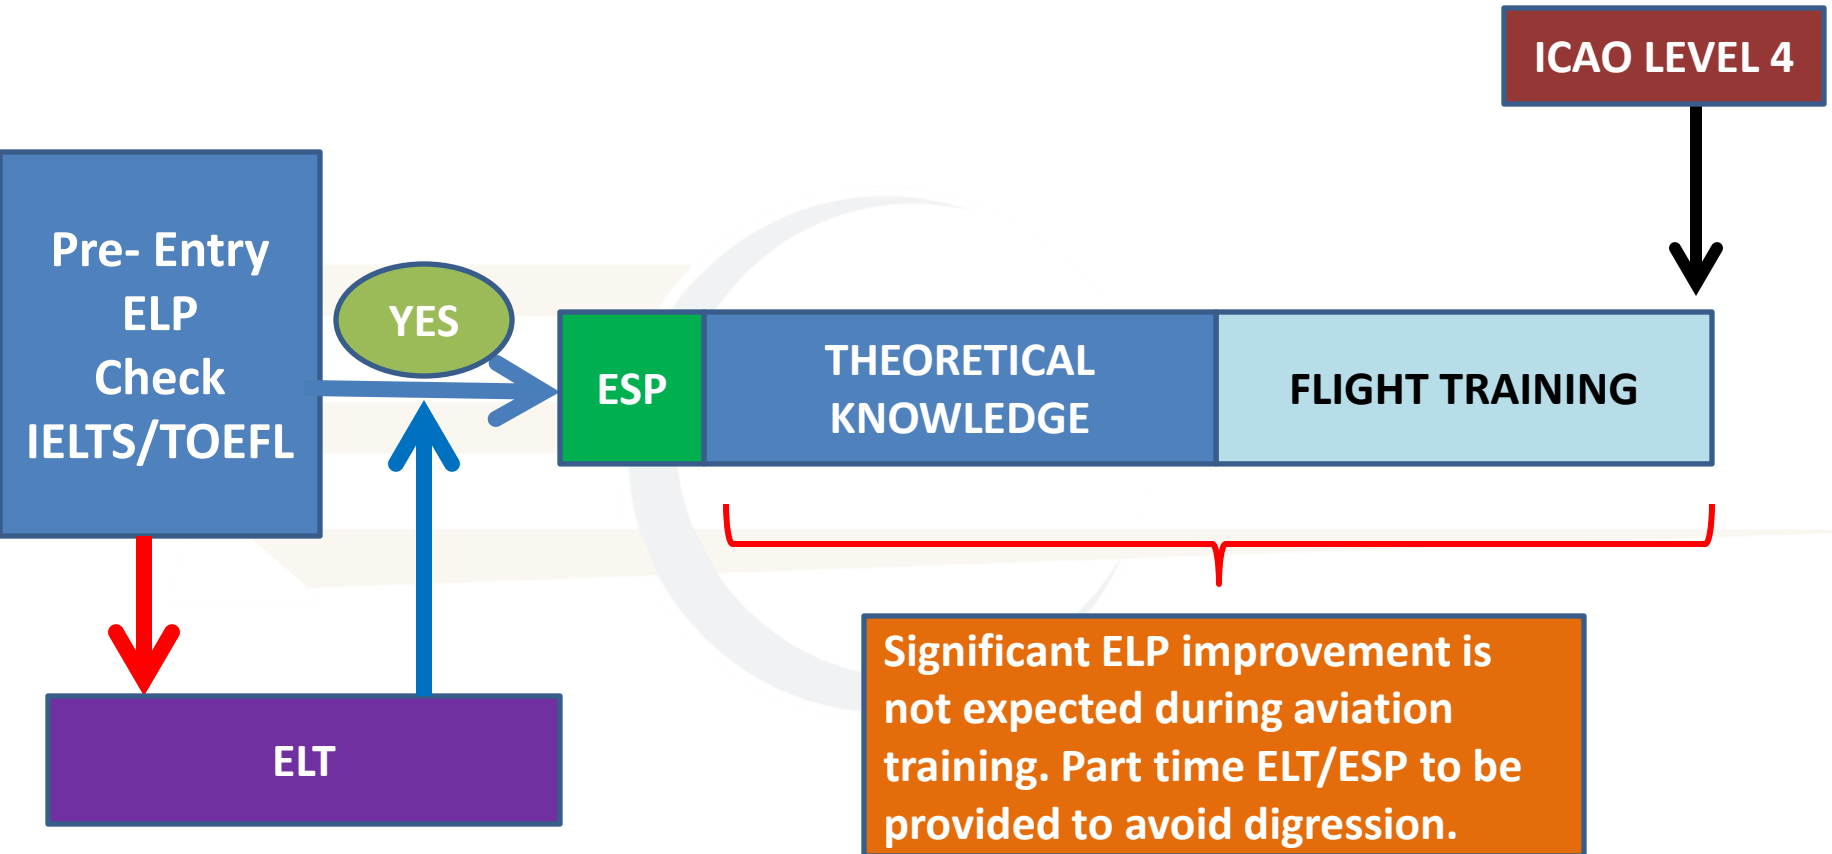 ICAO LEVEL 4
Pre- Entry
ELP
Check
IELTS/TOEFL
YES
ESP
THEORETICAL
KNOWLEDGE
FLIGHT TRAINING
ELT
Significant ELP improvement is
not expected during aviation
training. Part time ELT/ESP to be
provided to avoid digression.